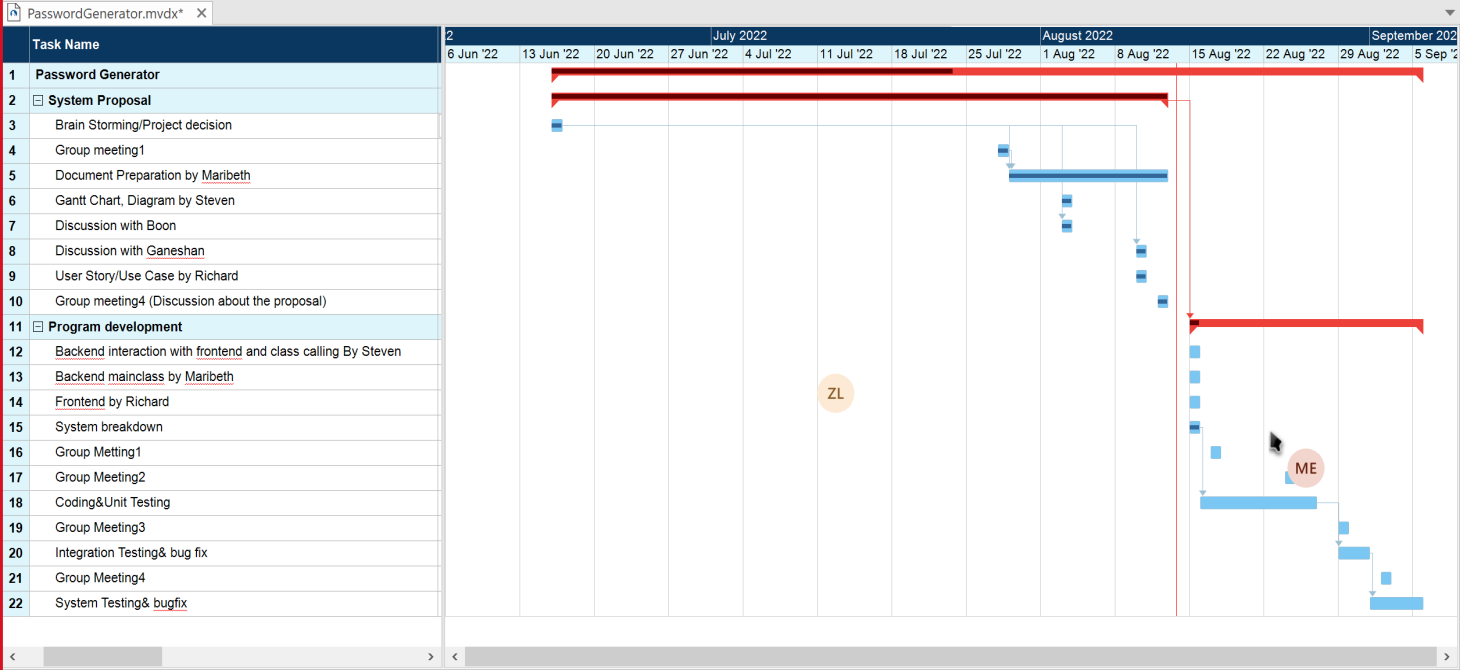 PasswordGenerator.mvdx*
Task Name
2
July 2022
August 2022
September 202
6 Jun '22
13 Jun '22
20 Jun '22
27 Jun '22
4 Jul '22
11 Jul '22
18 Jul '22
25 Jul '22
1 Aug '22
8 Aug '22
15 Aug '22
22 Aug '22
29 Aug '22
5 Sep '2
1 Password Generator
2 System Proposal
3 Brain Storming/Project decision
4 Group meeting1
5 Document Preparation by Maribeth
6 Gantt Chart, Diagram by Steven
7 Discussion with Boon
8 Discussion with Ganeshan
9 User Story/Use Case by Richard
10 Group meeting4 (Discussion about the proposal)
11 Program development
12 Backend interaction with frontend and class calling By Steven
13 Backend mainclass by Maribeth
14 Frontend by Richard
15 System breakdown
16 Group Metting1
17 Group Meeting2
18 Coding&Unit Testing
19 Group Meeting3
20 Integration Testing& bug fix
21 Group Meeting4
22 System Testing& bugfix
ZL
ME